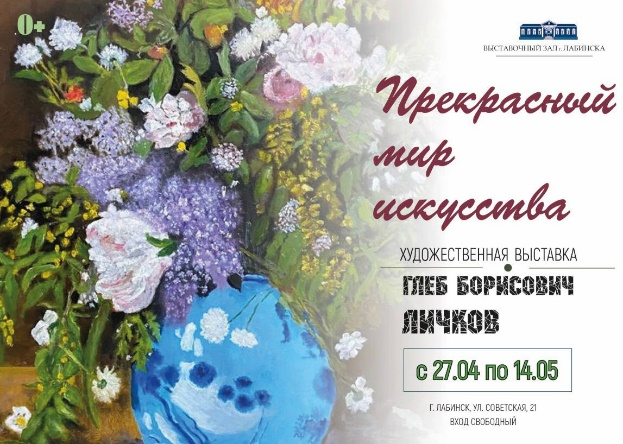 0+
ВЫСТАВОЧНЫЙ ЗАЛ г. ЛАБИНСКА
Прекрасный
мир
искусства
ХУДОЖЕСТВЕННАЯ ВЫСТАВКА
ГЛЕБ БОРИСОВИЧ
ЛИЧКОВ
с 27.04 по 14.05
Г. ЛАБИНСК, УЛ. СОВЕТСКАЯ, 21
ВХОД СВОБОДНЫЙ